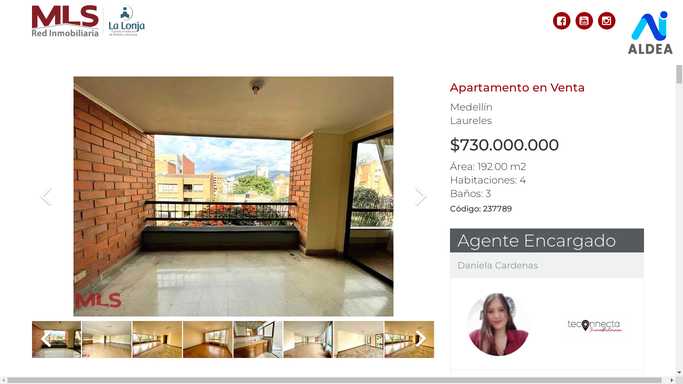 MLS
Red Inmobiliaria
La Lonja
ALDEA
Apartamento en Venta
Medellín
Laureles
$730.000.000
Área: 192.00 m2
Habitaciones: 4
Baños: 3
Código: 237789
Agente Encargado
Daniela Cardenas
MLS
teconnecta
Inmobiliaria